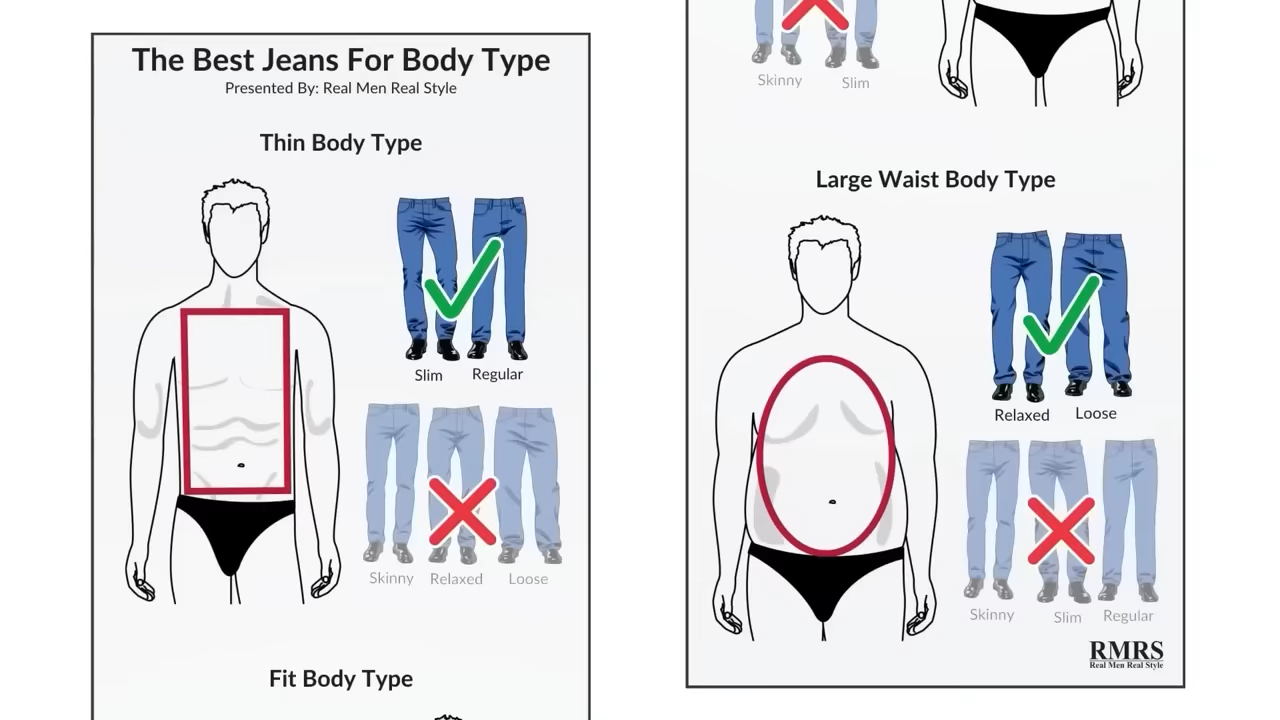 The Best Jeans For Body Type
Presented By: Real Men Real Style
Thin Body Type
Slim Regular
Skinny Relaxed Loose
Fit Body Type
Skinny Slim
Large Waist Body Type
Relaxed Loose
Skinny Slim Regular
RMRS
Real Men Real Style